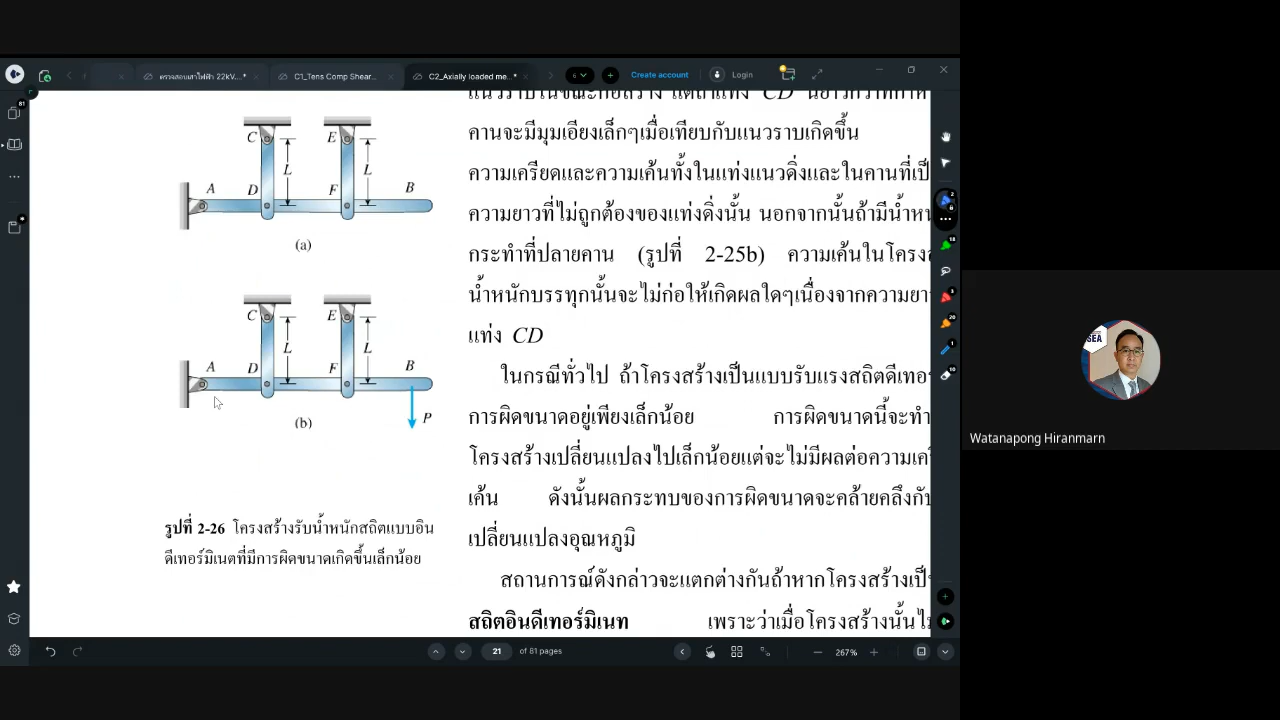 ตรวจสอบเสาไฟฟ้า 22kV....*
C1_Tens Comp Shear...
C2_Axially loaded me...*
6
Create account
Login
81
C
E
L
L
A
D
F
B
(a)
C
E
L
L
A
D
F
B
P
(b)
รูปที่ 2-26 โครงสร้างรับน้ำหนักสถิตแบบอิน
ดีเทอร์มิเนตที่มีการผิดขนาดเกิดขึ้นเล็กน้อย
CD
คานจะมีมุมเอียงเล็กๆเมื่อเทียบกับแนวราบเกิดขึ้น
ความเครียดและความเค้นทั้งในแท่งแนวดิ่งและในคานที่เป็
ความยาวที่ไม่ถูกต้องของแท่งดิ่งนั้น นอกจากนั้นถ้ามีน้ำหน
กระทำที่ปลายคาน (รูปที่ 2-25b) ความเค้นในโครงส
น้ำหนักบรรทุกนั้นจะไม่ก่อให้เกิดผลใดๆเนื่องจากความยา
แท่ง CD
ในกรณีทั่วไป ถ้าโครงสร้างเป็นแบบรับแรงสถิตดีเทอร
การผิดขนาดอยู่เพียงเล็กน้อย การผิดขนาดนี้จะทำ
โครงสร้างเปลี่ยนแปลงไปเล็กน้อยแต่จะไม่มีผลต่อความเครี
เค้น ดังนั้นผลกระทบของการผิดขนาดจะคล้ายคลึงกับ
เปลี่ยนแปลงอุณหภูมิ
สถานการณ์ดังกล่าวจะแตกต่างกันถ้าหากโครงสร้างเป็
สถิตอินดีเทอร์มิเนท เพราะว่าเมื่อโครงสร้างนั้นไม
21 of 81 pages
267%
Watanapong Hiranmarn